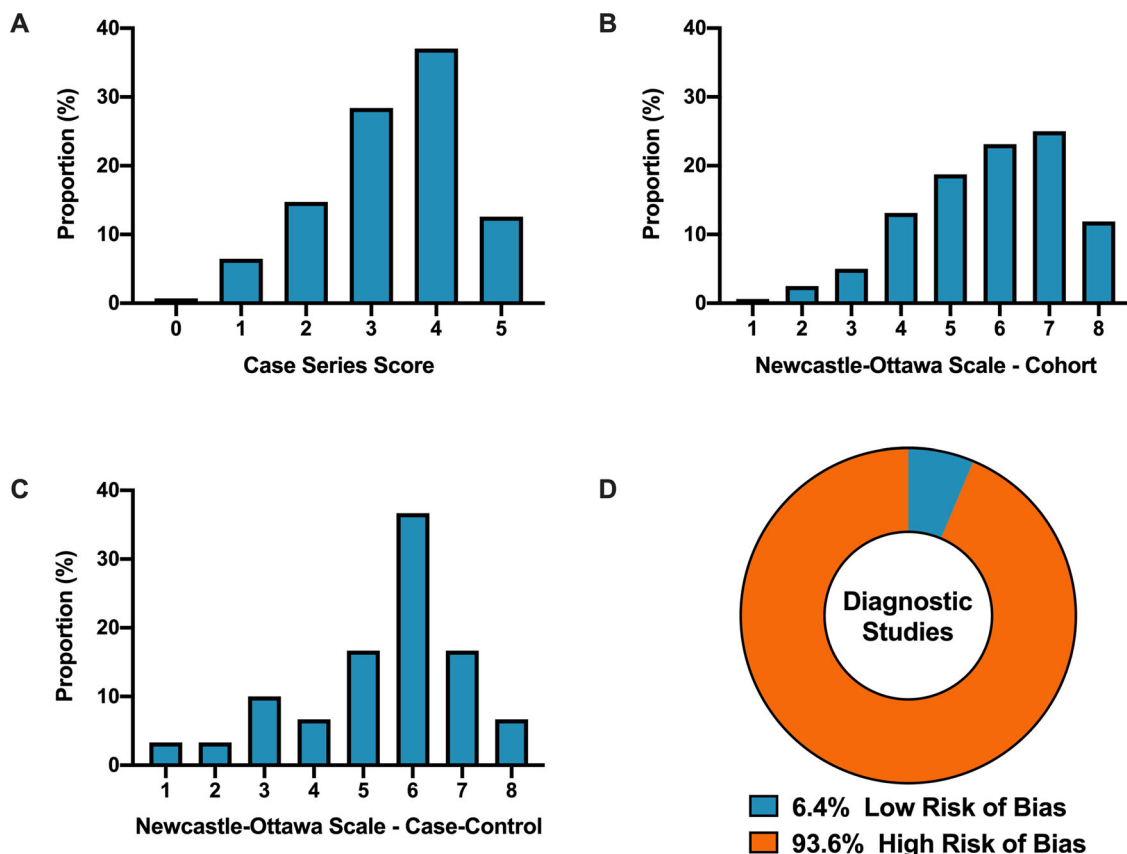 A
Proportion (%)
40
30
20
10
0
0 1 2 3 4 5
Case Series Score
B
Proportion (%)
40
30
20
10
0
1 2 3 4 5 6 7 8
Newcastle-Ottawa Scale - Cohort
C
Proportion (%)
40
30
20
10
0
1 2 3 4 5 6 7 8
Newcastle-Ottawa Scale - Case-Control
D
Diagnostic
Studies
6.4% Low Risk of Bias
93.6% High Risk of Bias